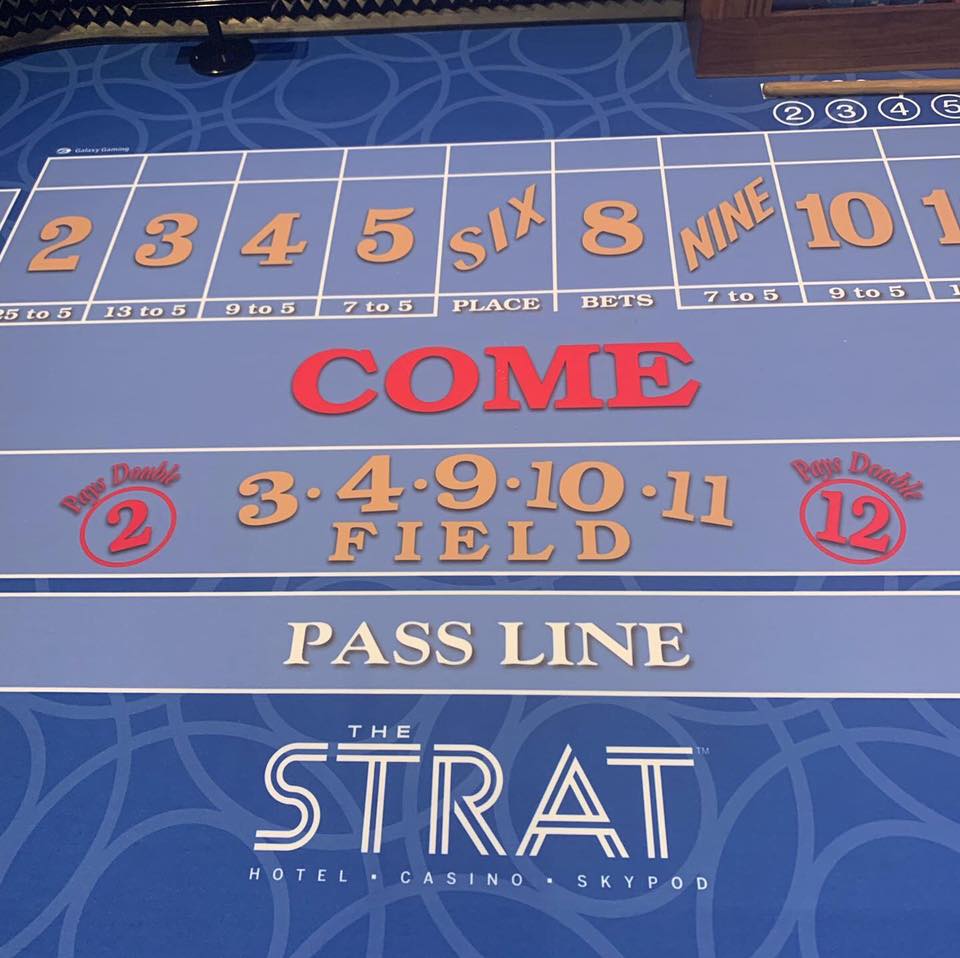 2 3 4 5
Galaxy Gaming
2 3 4 5 SIX 8 NINE 10
25 to 5 13 to 5 9 to 5 7 to 5 PLACE BETS 7 to 5 9 to 5
COME
Pays Double 2
3·4·9·10·11
FIELD
Pays Double 12
PASS LINE
THE
STRAT™
HOTEL · CASINO · SKYPOD